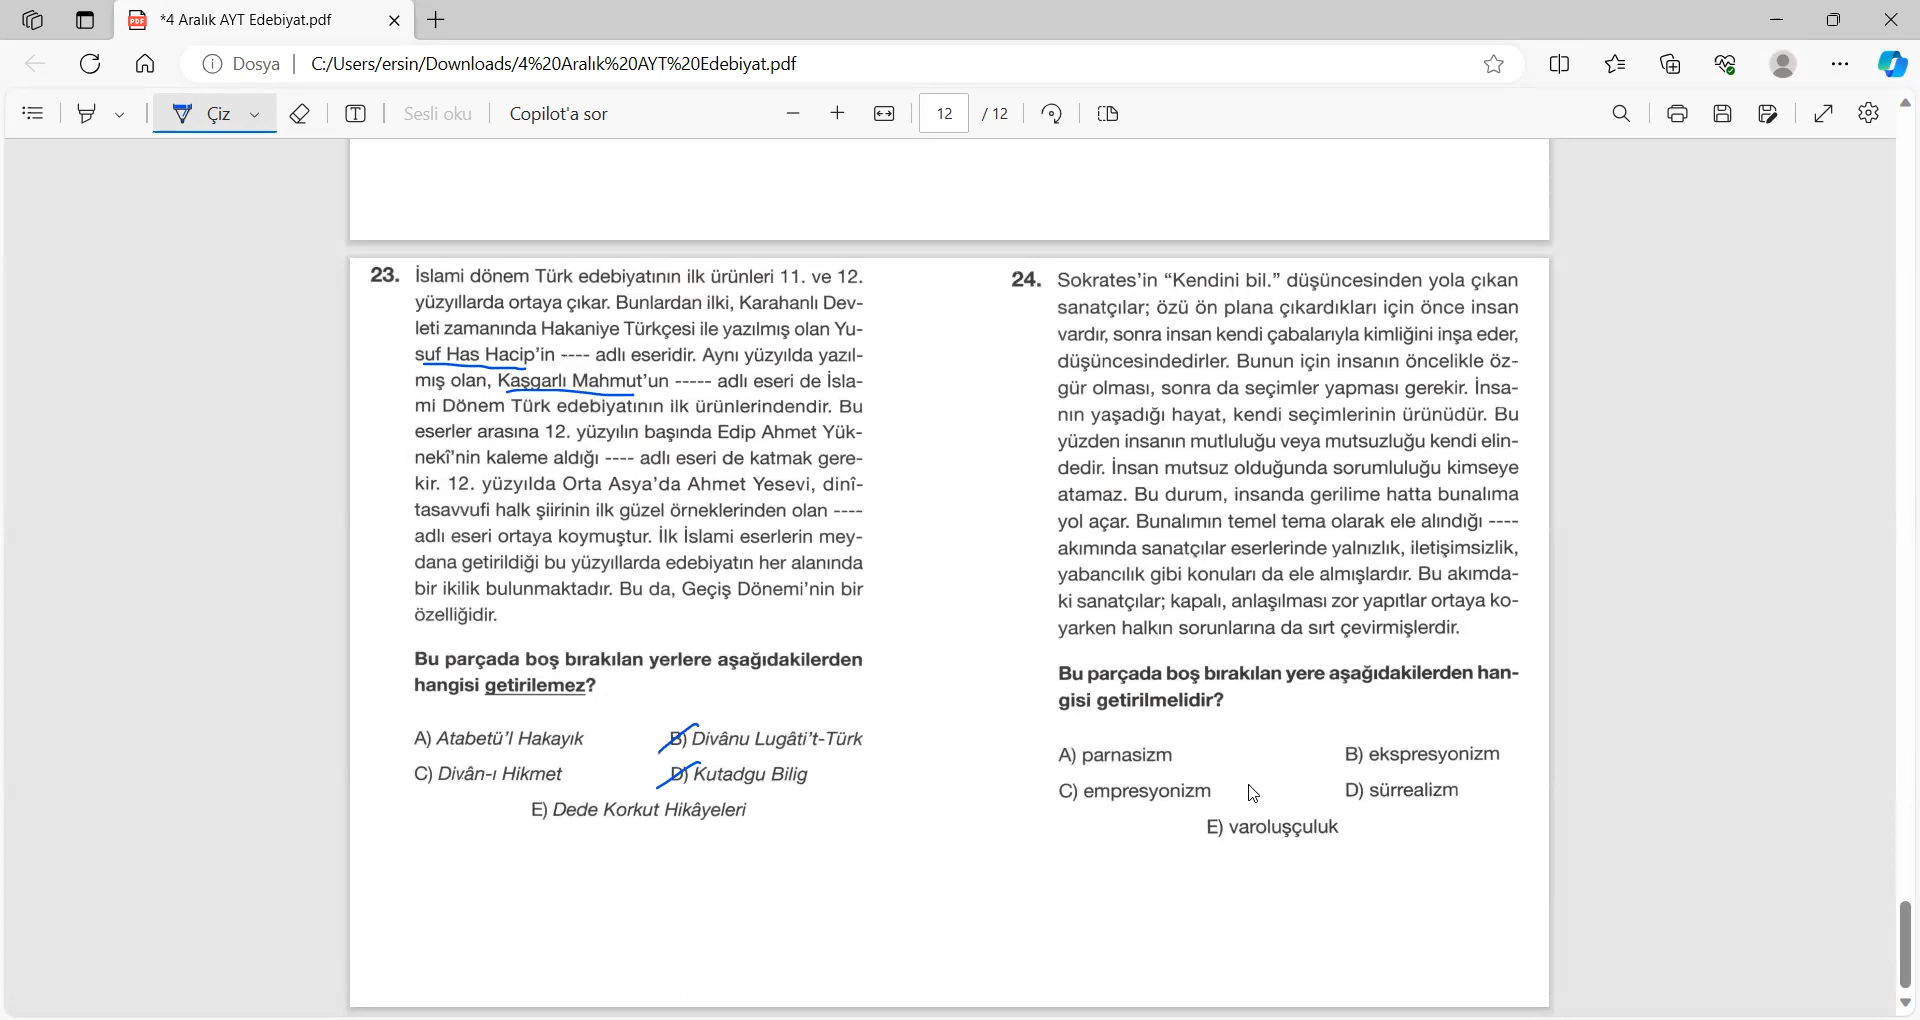 *4 Aralık AYT Edebiyat.pdf
Dosya
C:/Users/ersin/Downloads/4%20Aralık%20AYT%20Edebiyat.pdf
Çiz
Sesli oku
Copilot'a sor
12
/ 12
23. İslami dönem Türk edebiyatının ilk ürünleri 11. ve 12.
yüzyıllarda ortaya çıkar. Bunlardan ilki, Karahanlı Dev-
leti zamanında Hakaniye Türkçesi ile yazılmış olan Yu-
suf Has Hacip'in ---- adlı eseridir. Aynı yüzyılda yazıl-
mış olan, Kaşgarlı Mahmut'un ----- adlı eseri de İsla-
mi Dönem Türk edebiyatının ilk ürünlerindendir. Bu
eserler arasına 12. yüzyılın başında Edip Ahmet Yük-
nekî'nin kaleme aldığı ---- adlı eseri de katmak gere-
kir. 12. yüzyılda Orta Asya'da Ahmet Yesevi, dinî-
tasavvufi halk şiirinin ilk güzel örneklerinden olan ----
adlı eseri ortaya koymuştur. İlk İslami eserlerin mey-
dana getirildiği bu yüzyıllarda edebiyatın her alanında
bir ikilik bulunmaktadır. Bu da, Geçiş Dönemi'nin bir
özelliğidir.
Bu parçada boş bırakılan yerlere aşağıdakilerden
hangisi getirilemez?
A) Atabetü'l Hakayık
B) Divânu Lugâti't-Türk
C) Divân-ı Hikmet
D) Kutadgu Bilig
E) Dede Korkut Hikâyeleri
24. Sokrates'in “Kendini bil.” düşüncesinden yola çıkan
sanatçılar; özü ön plana çıkardıkları için önce insan
vardır, sonra insan kendi çabalarıyla kimliğini inşa eder,
düşüncesindedirler. Bunun için insanın öncelikle öz-
gür olması, sonra da seçimler yapması gerekir. İnsa-
nın yaşadığı hayat, kendi seçimlerinin ürünüdür. Bu
yüzden insanın mutluluğu veya mutsuzluğu kendi elin-
dedir. İnsan mutsuz olduğunda sorumluluğu kimseye
atamaz. Bu durum, insanda gerilime hatta bunalıma
yol açar. Bunalımın temel tema olarak ele alındığı ----
akımında sanatçılar eserlerinde yalnızlık, iletişimsizlik,
yabancılık gibi konuları da ele almışlardır. Bu akımda-
ki sanatçılar; kapalı, anlaşılması zor yapıtlar ortaya ko-
yarken halkın sorunlarına da sırt çevirmişlerdir.
Bu parçada boş bırakılan yere aşağıdakilerden han-
gisi getirilmelidir?
A) parnasizm
B) ekspresyonizm
C) empresyonizm
D) sürrealizm
E) varoluşçuluk